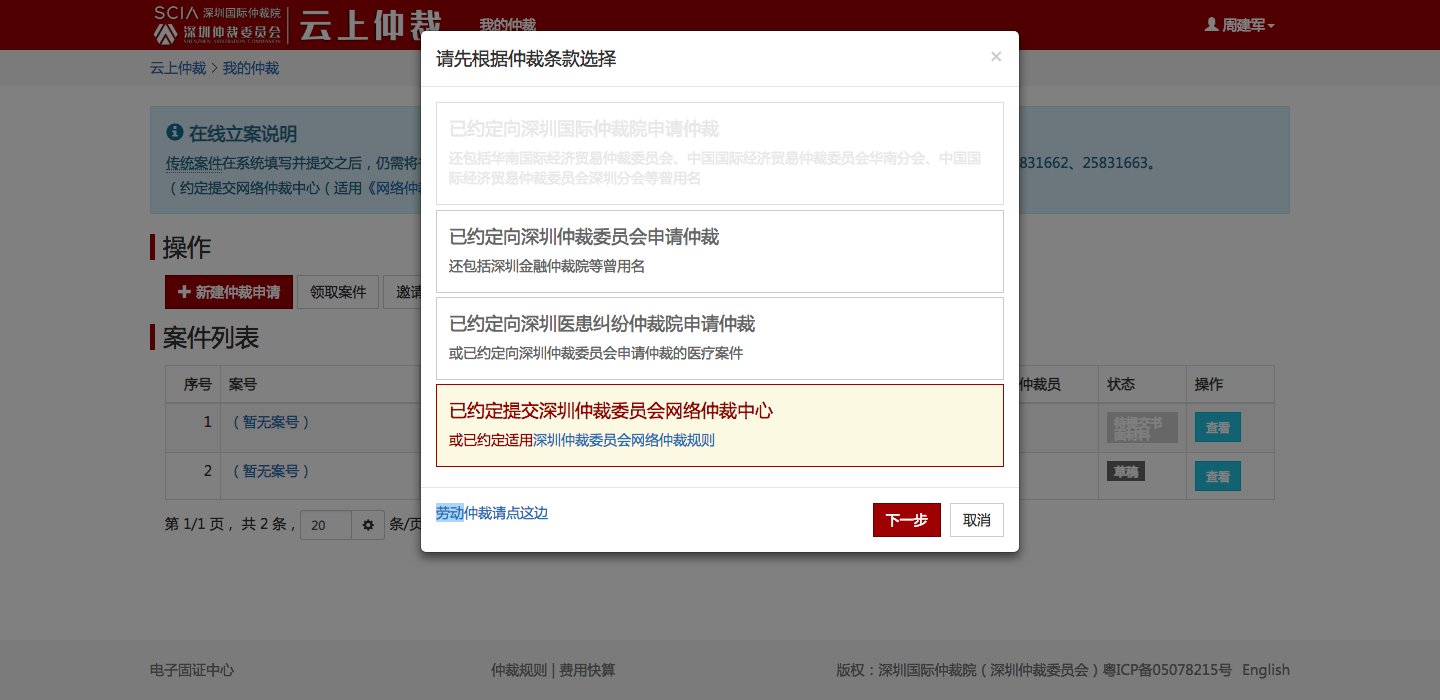 SCIA 深圳国际仲裁院
深圳仲裁委员会
SHENZHEN ARBITRATION COMMISSION
云上仲裁
我的仲裁
周建军
云上仲裁 > 我的仲裁
请先根据仲裁条款选择
×
已约定向深圳国际仲裁院申请仲裁
还包括华南国际经济贸易仲裁委员会、中国国际经济贸易仲裁委员会华南分会、中国国
际经济贸易仲裁委员会深圳分会等曾用名
已约定向深圳仲裁委员会申请仲裁
还包括深圳金融仲裁院等曾用名
已约定向深圳医患纠纷仲裁院申请仲裁
或已约定向深圳仲裁委员会申请仲裁的医疗案件
已约定提交深圳仲裁委员会网络仲裁中心
或已约定适用深圳仲裁委员会网络仲裁规则
劳动仲裁请点这边
下一步
取消
在线立案说明
传统案件在系统填写并提交之后，仍需将
831662、25831663。
（约定提交网络仲裁中心（适用《网络仲
操作
新建仲裁申请
领取案件
邀请
案件列表
序号 案号 仲裁员 状态 操作
1 （暂无案号） 待提交书
面材料 查看
2 （暂无案号） 草稿 查看
第 1/1 页， 共 2 条， 20 条/页
电子固证中心
仲裁规则 | 费用快算
版权：深圳国际仲裁院（深圳仲裁委员会）粤ICP备05078215号 English